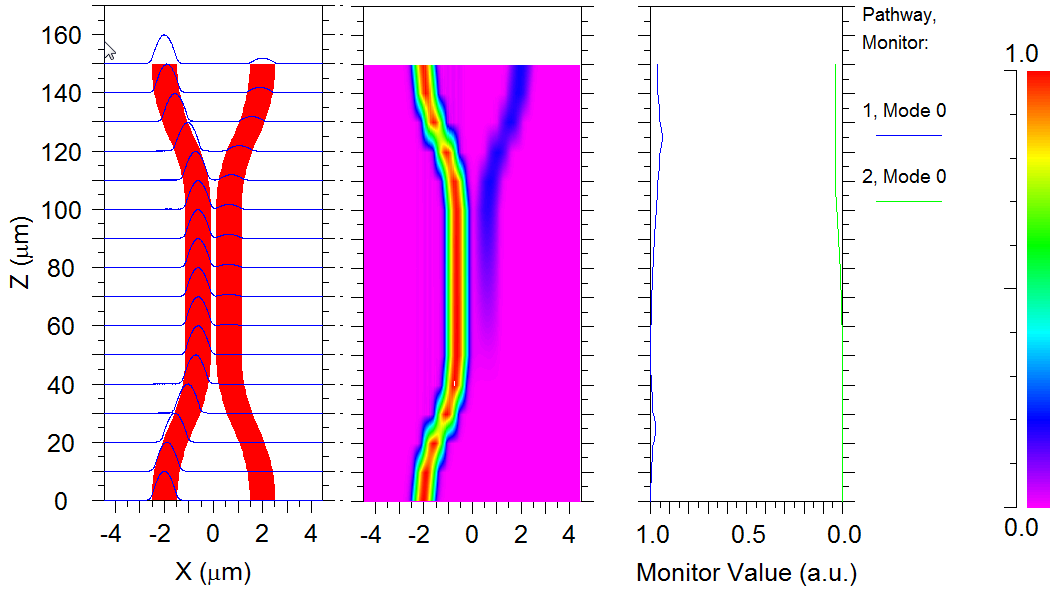 Pathway,
Monitor:
1, Mode 0
2, Mode 0
1.0
0.0
Z (μm)
160
140
120
100
80
60
40
20
0
-4 -2 0 2 4
X (μm)
-4 -2 0 2 4
1.0 0.5 0.0
Monitor Value (a.u.)